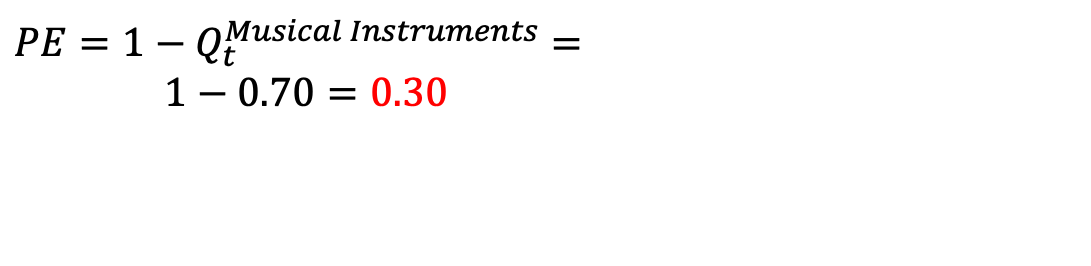 PE = 1 − Q_t^{Musical Instruments} =
1 − 0.70 = 0.30